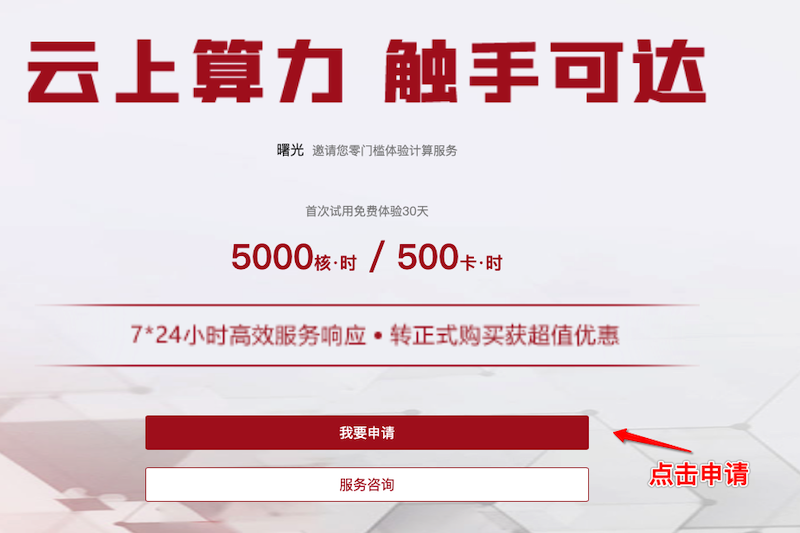 云上算力 触手可达
曙光 邀请您零门槛体验计算服务
首次试用免费体验30天
5000核·时 / 500卡·时
7*24小时高效服务响应 • 转正式购买获超值优惠
我要申请
点击申请
服务咨询